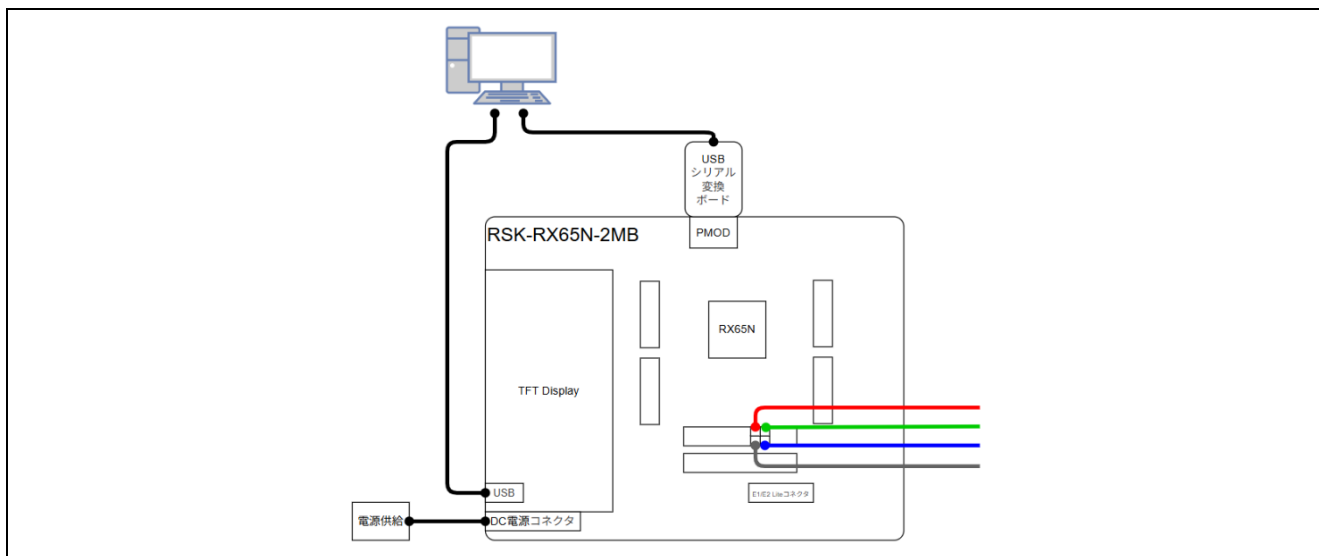 USB
シリアル
変換
ボード
PMOD
RSK-RX65N-2MB
RX65N
TFT Display
USB
E1/E2 Liteコネクタ
電源供給
DC電源コネクタ